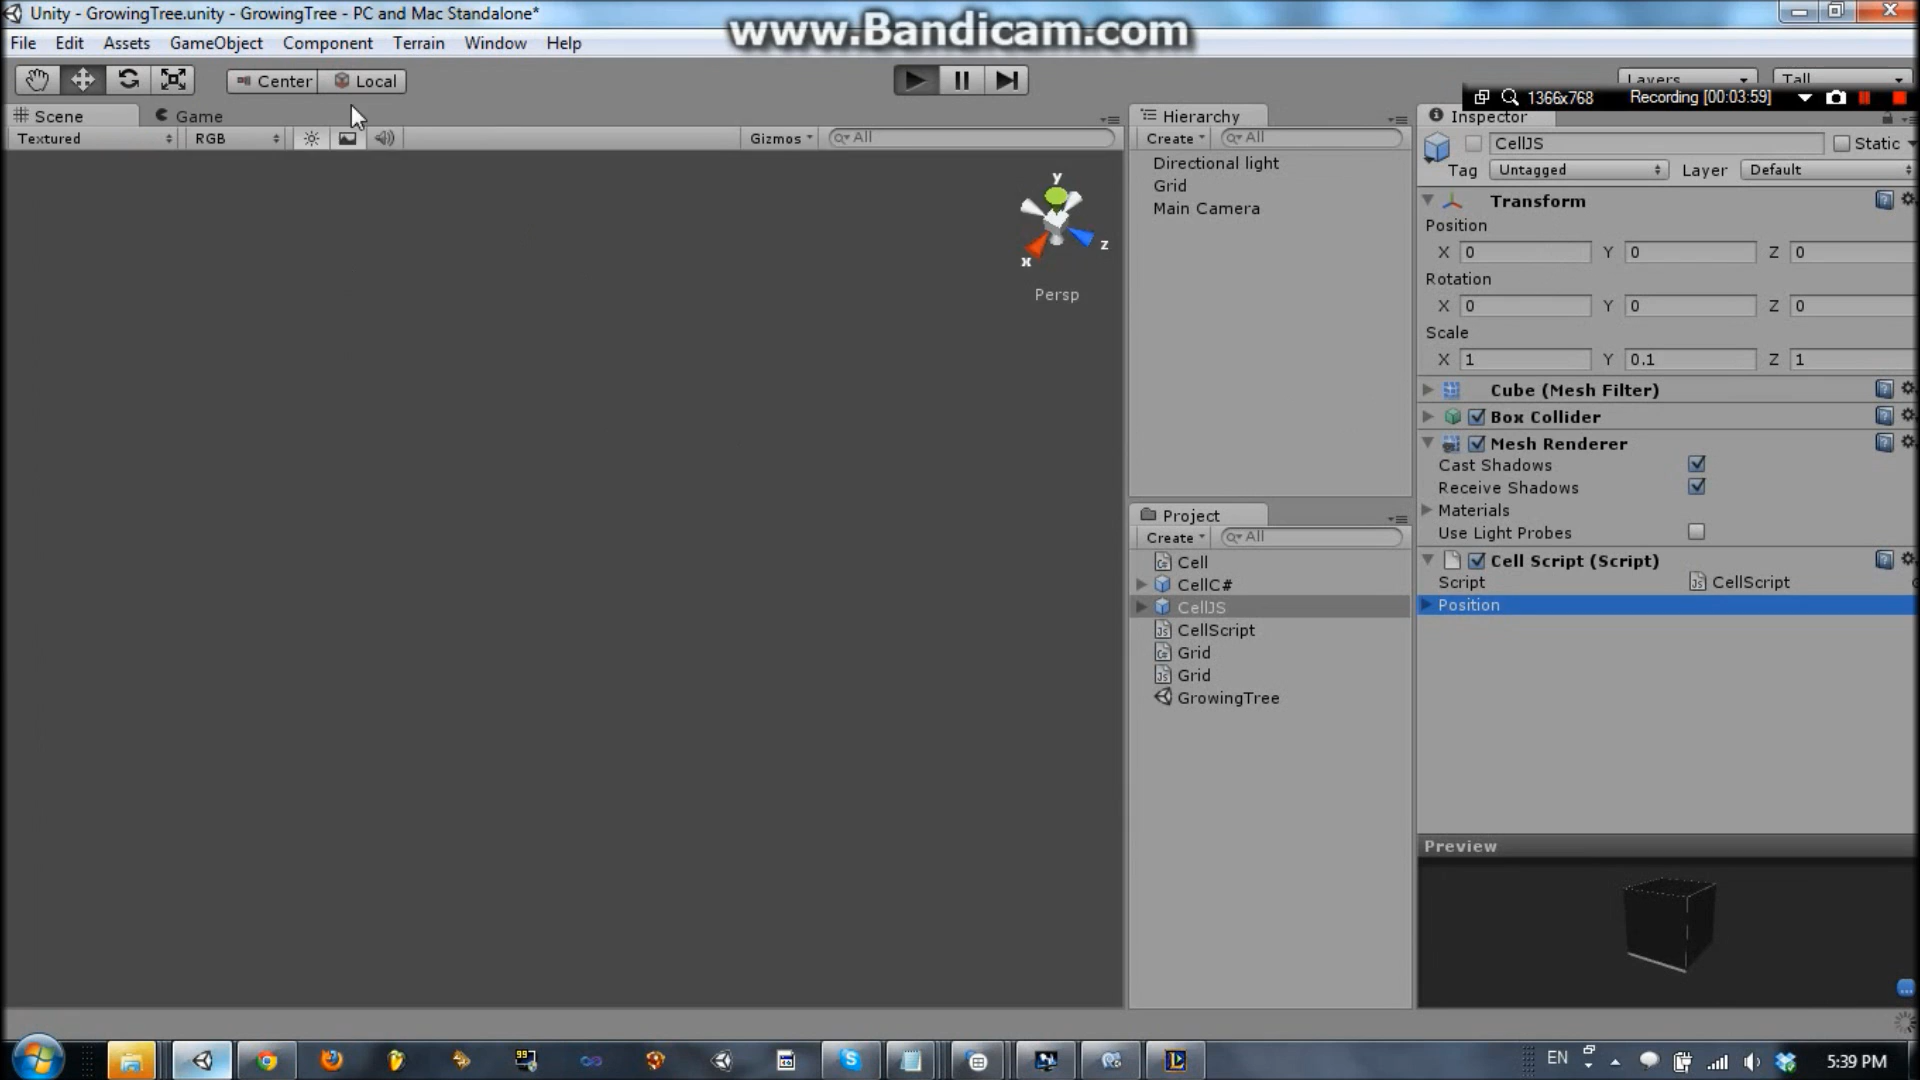 Unity - GrowingTree.unity - GrowingTree - PC and Mac Standalone*
www.Bandicam.com
File Edit Assets GameObject Component Terrain Window Help
Center Local
Layers Tall
1366x768 Recording [00:03:59]
Scene Game
Textured RGB Gizmos All
y
x
z
Persp
Hierarchy
Create All
Directional light
Grid
Main Camera
Project
Create All
Cell
CellC#
CellJS
CellScript
Grid
Grid
GrowingTree
Inspector
CellJS Static
Tag Untagged Layer Default
Transform
Position
X 0 Y 0 Z 0
Rotation
X 0 Y 0 Z 0
Scale
X 1 Y 0.1 Z 1
Cube (Mesh Filter)
Box Collider
Mesh Renderer
Cast Shadows
Receive Shadows
Materials
Use Light Probes
Cell Script (Script)
Script CellScript
Position
Preview
EN 5:39 PM